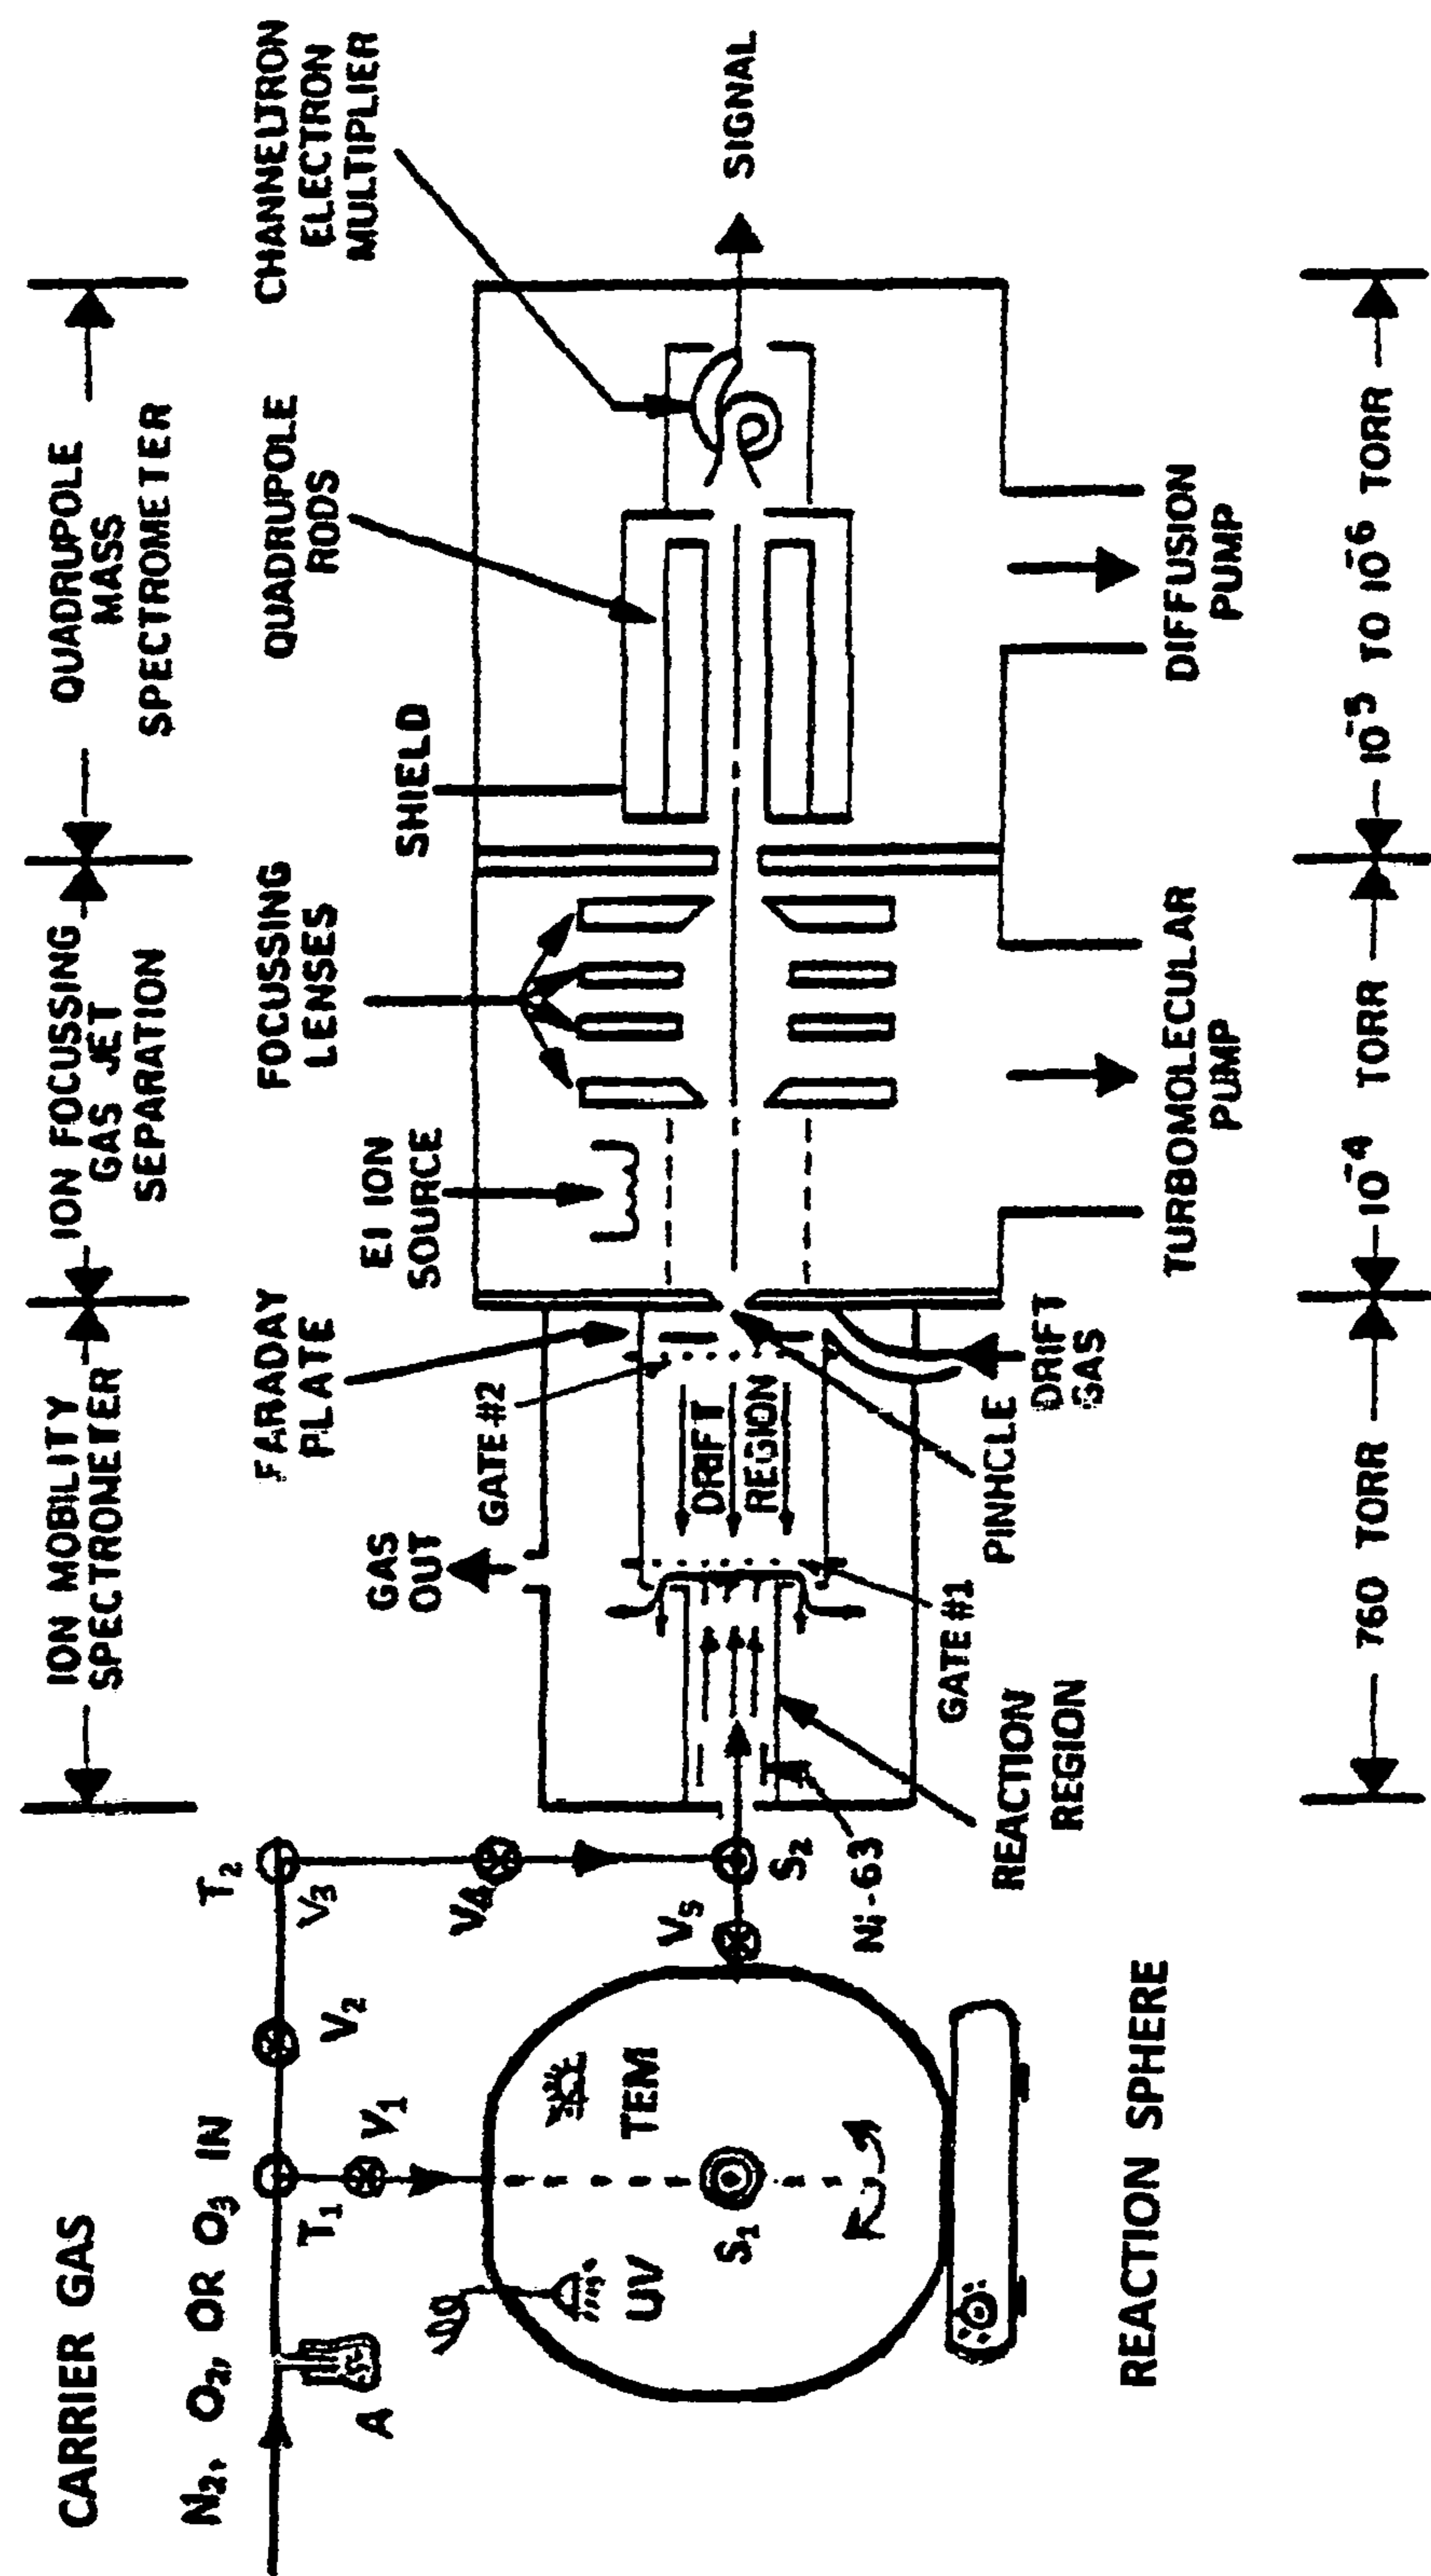 CARRIER GAS
N₂, O₂, OR O₃ IN
A
T₁
V₁
V₂
T₂
V₃
V₄
V₅
S₂
Ni-63
UV
TEM
S₁
REACTION SPHERE
ION MOBILITY
SPECTROMETER
ION FOCUSSING
GAS JET
SEPARATION
QUADRUPOLE
MASS
SPECTROMETER
GAS
OUT
FARADAY
PLATE
GATE #2
EI ION
SOURCE
FOCUSSING
LENSES
SHIELD
QUADRUPOLE
RODS
CHANNELTRON
ELECTRON
MULTIPLIER
SIGNAL
DRIFT
REGION
REACTION
REGION
GATE #1
PINHOLE
DRIFT
GAS
TURBOMOLECULAR
PUMP
DIFFUSION
PUMP
760 TORR
10⁻⁴ TORR
10⁻⁵ TO 10⁻⁶ TORR